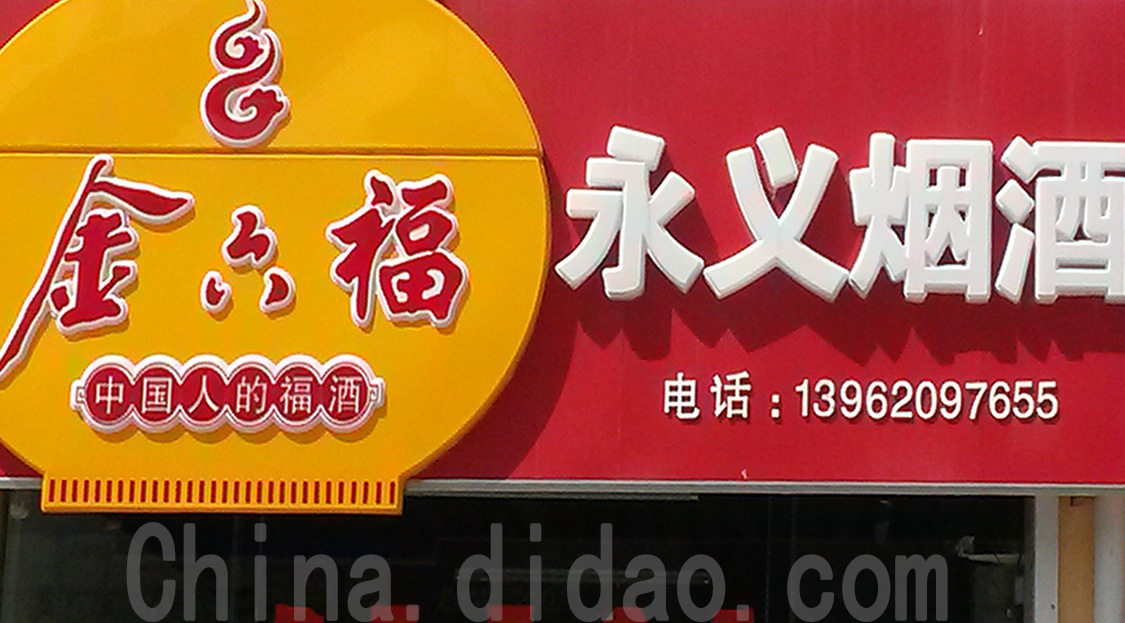 金六福
中国人的福酒
永义烟酒
电话：13962097655
China.didao.com